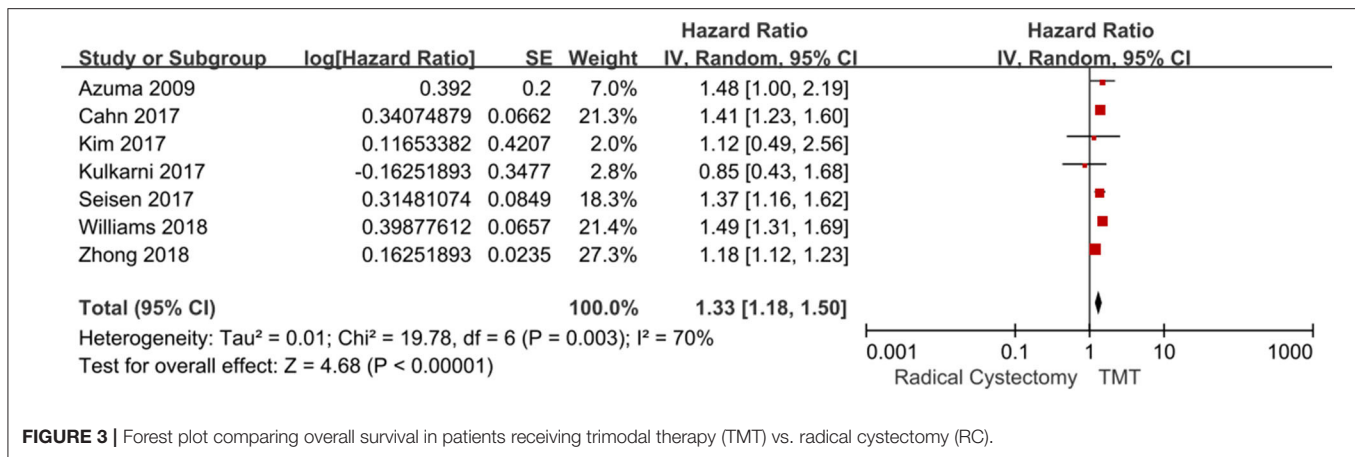 Hazard Ratio Hazard Ratio
Study or Subgroup log[Hazard Ratio] SE Weight IV, Random, 95% CI IV, Random, 95% CI
Azuma 2009 0.392 0.2 7.0% 1.48 [1.00, 2.19]
Cahn 2017 0.34074879 0.0662 21.3% 1.41 [1.23, 1.60]
Kim 2017 0.11653382 0.4207 2.0% 1.12 [0.49, 2.56]
Kulkarni 2017 -0.16251893 0.3477 2.8% 0.85 [0.43, 1.68]
Seisen 2017 0.31481074 0.0849 18.3% 1.37 [1.16, 1.62]
Williams 2018 0.39877612 0.0657 21.4% 1.49 [1.31, 1.69]
Zhong 2018 0.16251893 0.0235 27.3% 1.18 [1.12, 1.23]
Total (95% CI) 100.0% 1.33 [1.18, 1.50]
Heterogeneity: Tau² = 0.01; Chi² = 19.78, df = 6 (P = 0.003); I² = 70%
Test for overall effect: Z = 4.68 (P < 0.00001)
0.001 0.1 1 10 1000
Radical Cystectomy TMT
FIGURE 3 | Forest plot comparing overall survival in patients receiving trimodal therapy (TMT) vs. radical cystectomy (RC).